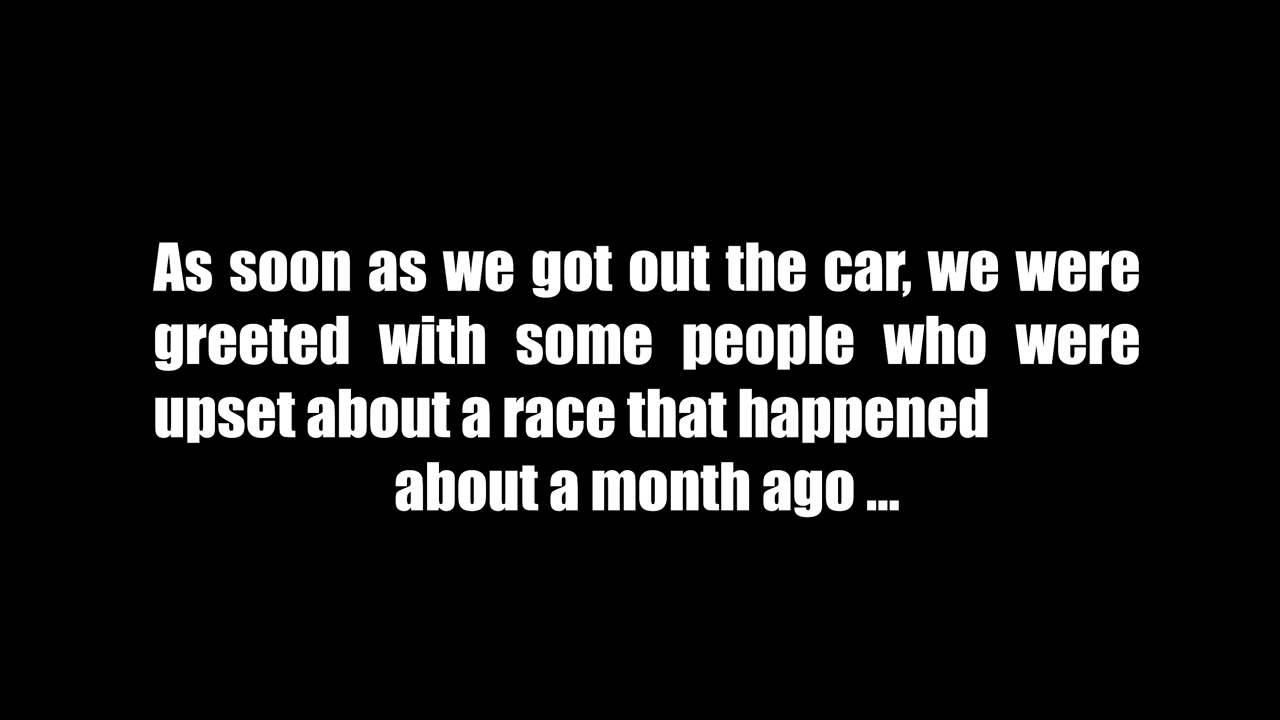 As soon as we got out the car, we were
greeted with some people who were
upset about a race that happened
about a month ago ...